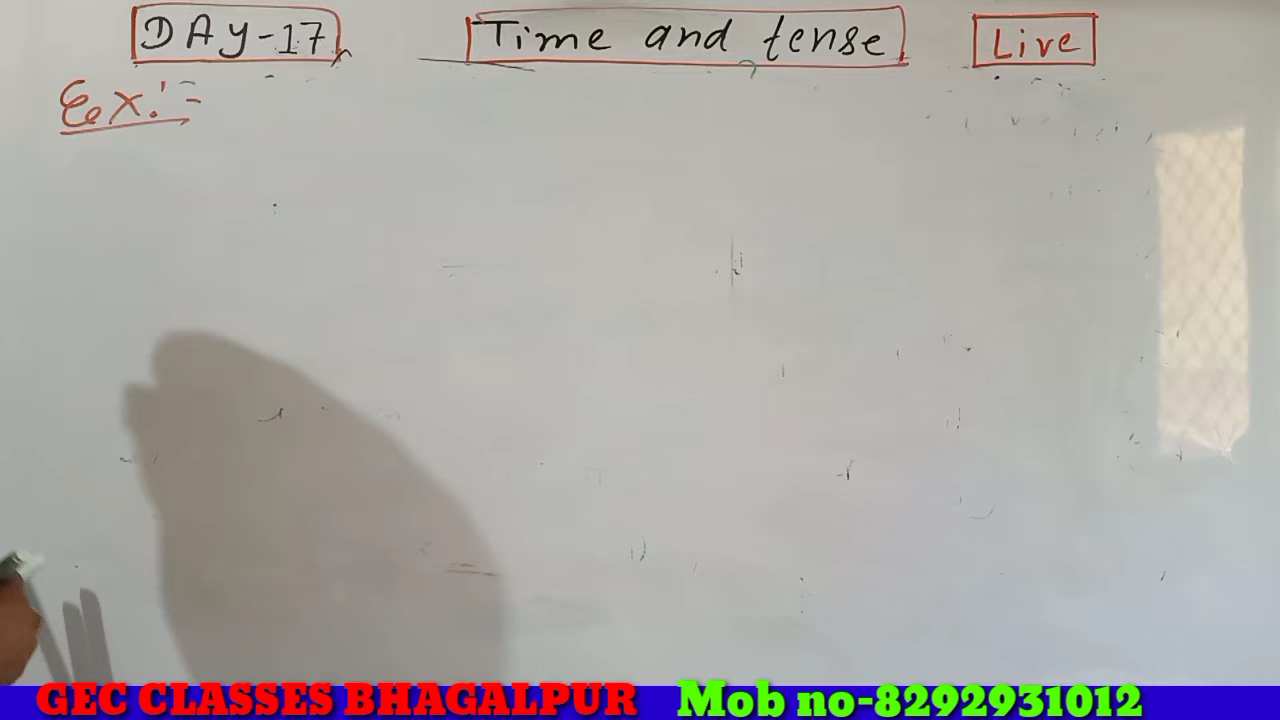 DAY-17 Time and tense Live
Ex:-
GEC CLASSES BHAGALPUR Mob no-8292931012